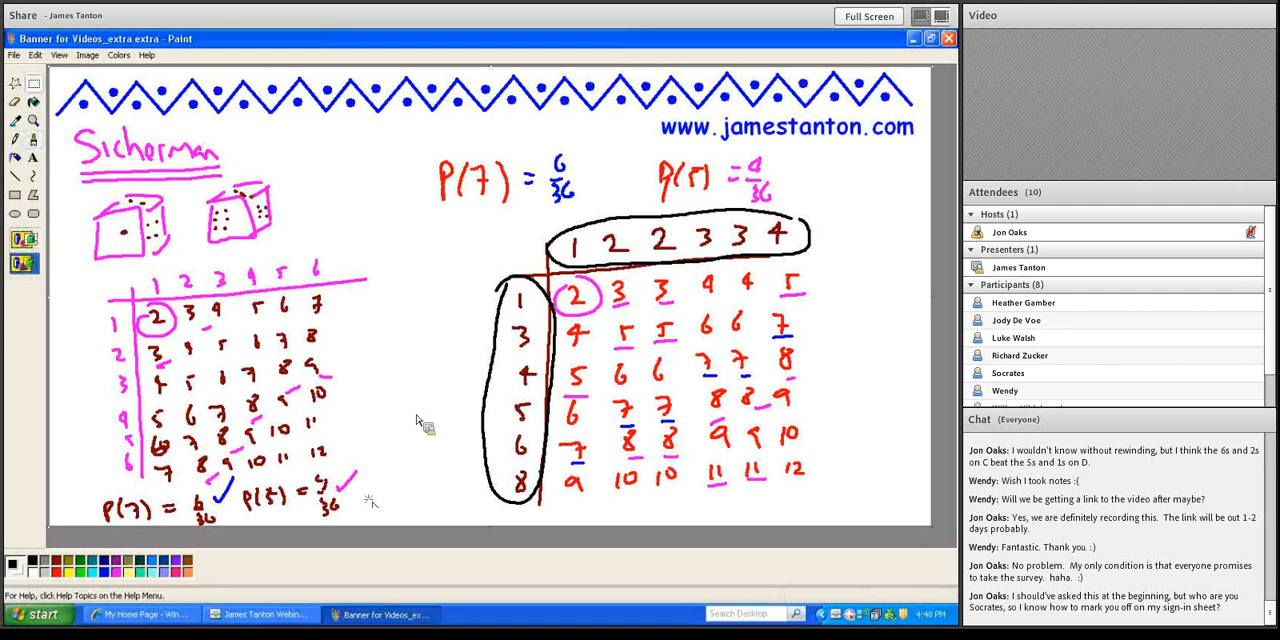 Share - James Tanton
Full Screen
Video
Banner for Videos_extra extra - Paint
File Edit View Image Colors Help
www.jamestanton.com
Sicherman
P(7) = 6/36 P(5) = 4/36
1 2 2 3 3 4
1 2 3 3 4 4 5
3 4 5 5 6 6 7
4 5 6 6 7 7 8
5 6 7 7 8 8 9
6 7 8 8 9 9 10
8 9 10 10 11 11 12
1 2 3 4 5 6
1 2 3 4 5 6 7
2 3 4 5 6 7 8
3 4 5 6 7 8 9
4 5 6 7 8 9 10
5 6 7 8 9 10 11
6 7 8 9 10 11 12
P(7) = 6/36 P(5) = 4/36
For Help, click Help Topics on the Help Menu.
start
My Home Page - Win...
James Tanton Webin...
Banner for Videos_ex...
Search Desktop
4:48 PM
Attendees (10)
Hosts (1)
Jon Oaks
Presenters (1)
James Tanton
Participants (8)
Heather Gamber
Jody De Voe
Luke Walsh
Richard Zucker
Socrates
Wendy
Chat (Everyone)
Jon Oaks: I wouldn't know without rewinding, but I think the 6s and 2s
on C beat the 5s and 1s on D.
Wendy: Wish I took notes :(
Wendy: Will we be getting a link to the video after maybe?
Jon Oaks: Yes, we are definitely recording this. The link will be out 1-2
days probably.
Wendy: Fantastic. Thank you. :)
Jon Oaks: No problem. My only condition is that everyone promises
to take the survey. haha. :)
Jon Oaks: I should've asked this at the beginning, but who are you
Socrates, so I know how to mark you off on my sign-in sheet?